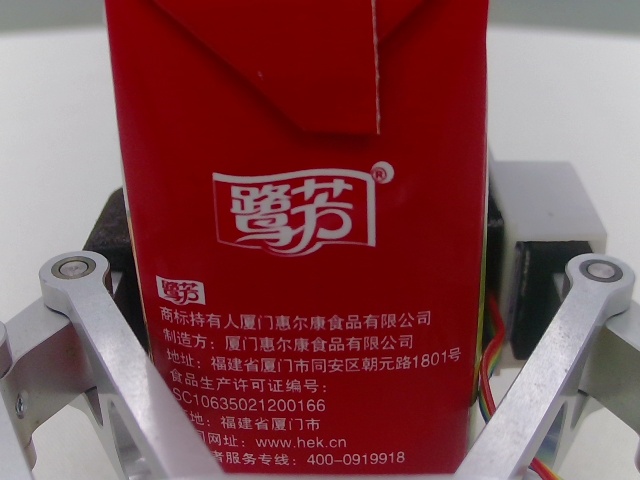 鹭芳®
鹭芳
商标持有人厦门惠尔康食品有限公司
制造方：厦门惠尔康食品有限公司
地址：福建省厦门市同安区朝元路1801号
食品生产许可证编号：
SC10635021200166
地：福建省厦门市
网址：www.hek.cn
者服务专线：400-0919918